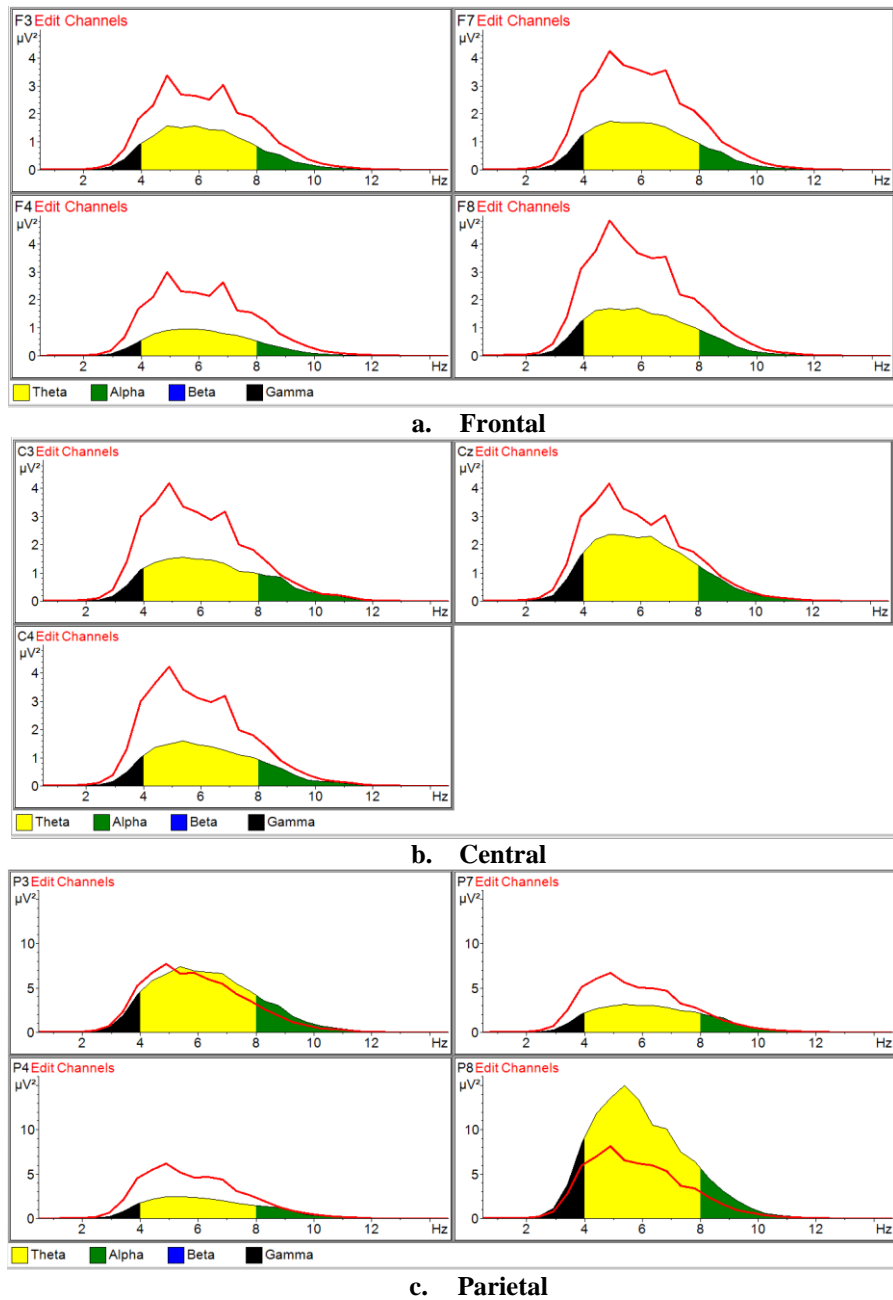 F3 Edit Channels
µV²
4
3
2
1
0
2 4 6 8 10 12 Hz
F7 Edit Channels
µV²
4
3
2
1
0
2 4 6 8 10 12 Hz
F4 Edit Channels
µV²
4
3
2
1
0
2 4 6 8 10 12 Hz
F8 Edit Channels
µV²
4
3
2
1
0
2 4 6 8 10 12 Hz
Theta Alpha Beta Gamma
a. Frontal
C3 Edit Channels
µV²
4
3
2
1
0
2 4 6 8 10 12 Hz
Cz Edit Channels
µV²
4
3
2
1
0
2 4 6 8 10 12 Hz
C4 Edit Channels
µV²
4
3
2
1
0
2 4 6 8 10 12 Hz
Theta Alpha Beta Gamma
b. Central
P3 Edit Channels
µV²
10
5
0
2 4 6 8 10 12 Hz
P7 Edit Channels
µV²
10
5
0
2 4 6 8 10 12 Hz
P4 Edit Channels
µV²
10
5
0
2 4 6 8 10 12 Hz
P8 Edit Channels
µV²
10
5
0
2 4 6 8 10 12 Hz
Theta Alpha Beta Gamma
c. Parietal